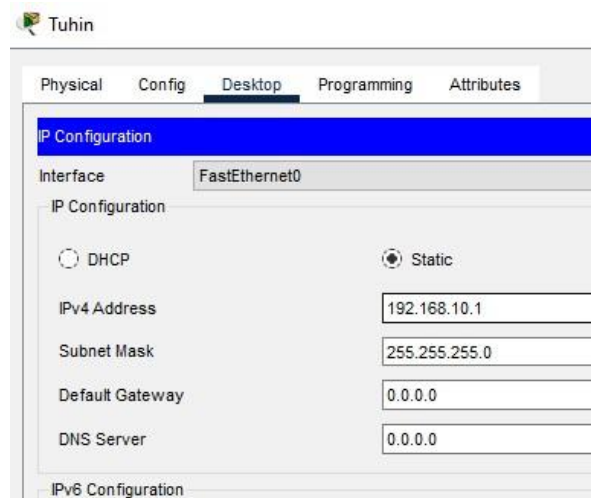 Tuhin
Physical Config Desktop Programming Attributes
IP Configuration
Interface FastEthernet0
IP Configuration
DHCP Static
IPv4 Address 192.168.10.1
Subnet Mask 255.255.255.0
Default Gateway 0.0.0.0
DNS Server 0.0.0.0
IPv6 Configuration